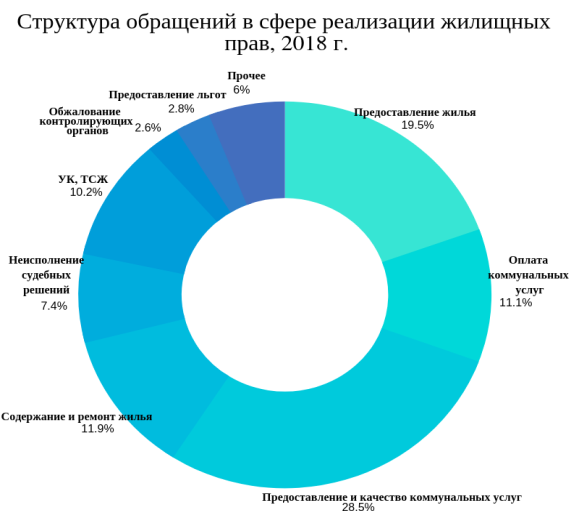 Структура обращений в сфере реализации жилищных
прав, 2018 г.
Прочее
6%
Предоставление льгот
2.8%
Обжалование
контролирующих
органов
2.6%
Предоставление жилья
19.5%
УК, ТСЖ
10.2%
Неисполнение
судебных
решений
7.4%
Оплата
коммунальных
услуг
11.1%
Содержание и ремонт жилья
11.9%
Предоставление и качество коммунальных услуг
28.5%